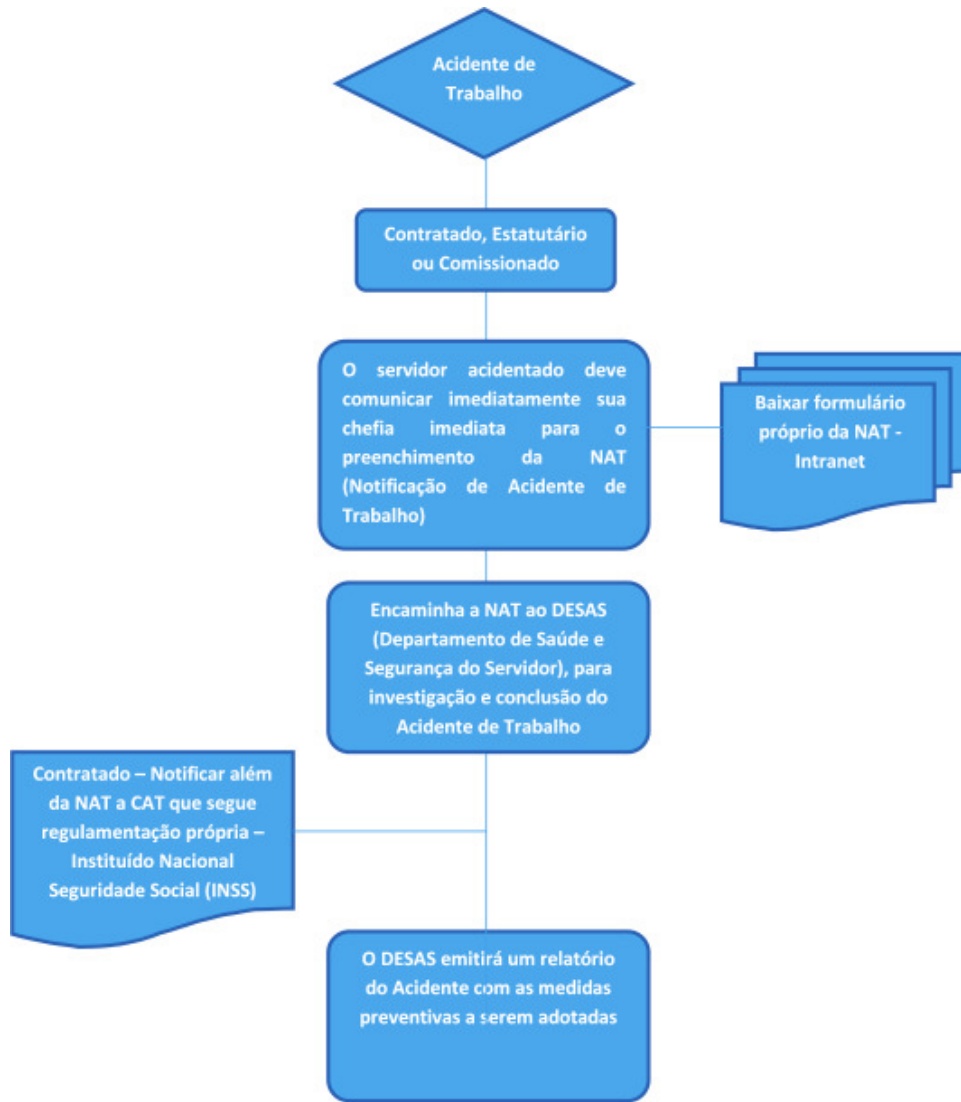 Acidente de
Trabalho
Contratado, Estatutário
ou Comissionado
O servidor acidentado deve
comunicar imediatamente sua
chefia imediata para o
preenchimento da NAT
(Notificação de Acidente de
Trabalho)
Baixar formulário
próprio da NAT -
Intranet
Encaminha a NAT ao DESAS
(Departamento de Saúde e
Segurança do Servidor), para
investigação e conclusão do
Acidente de Trabalho
Contratado – Notificar além
da NAT a CAT que segue
regulamentação própria –
Instituído Nacional
Seguridade Social (INSS)
O DESAS emitirá um relatório
do Acidente com as medidas
preventivas a serem adotadas